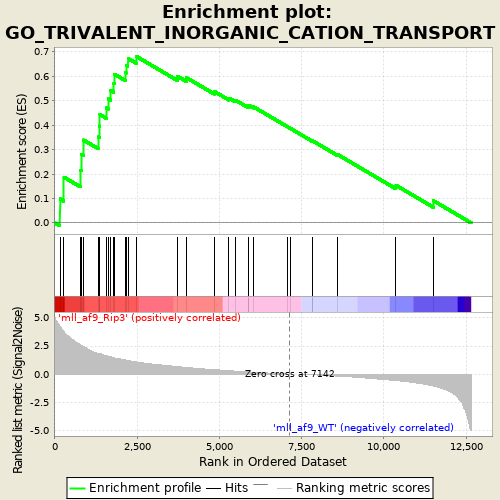 Enrichment plot:
GO_TRIVALENT_INORGANIC_CATION_TRANSPORT
Enrichment score (ES)
0.7
0.6
0.5
0.4
0.3
0.2
0.1
0.0
Ranked list metric (Signal2Noise)
5.0
2.5
0.0
-2.5
-5.0
'mll_af9_Rip3' (positively correlated)
Zero cross at 7142
'mll_af9_WT' (negatively correlated)
0 2,500 5,000 7,500 10,000 12,500
Rank in Ordered Dataset
Enrichment profile Hits Ranking metric scores